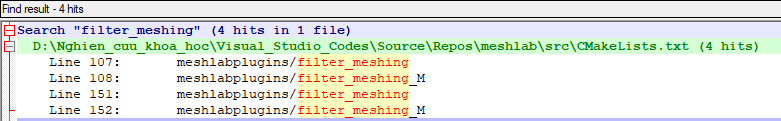 Find result - 4 hits
Search "filter_meshing" (4 hits in 1 file)
D:\Nghien_cuu_khoa_hoc\Visual_Studio_Codes\Source\Repos\meshlab\src\CMakeLists.txt (4 hits)
Line 107: meshlabplugins/filter_meshing
Line 108: meshlabplugins/filter_meshing_M
Line 151: meshlabplugins/filter_meshing
Line 152: meshlabplugins/filter_meshing_M